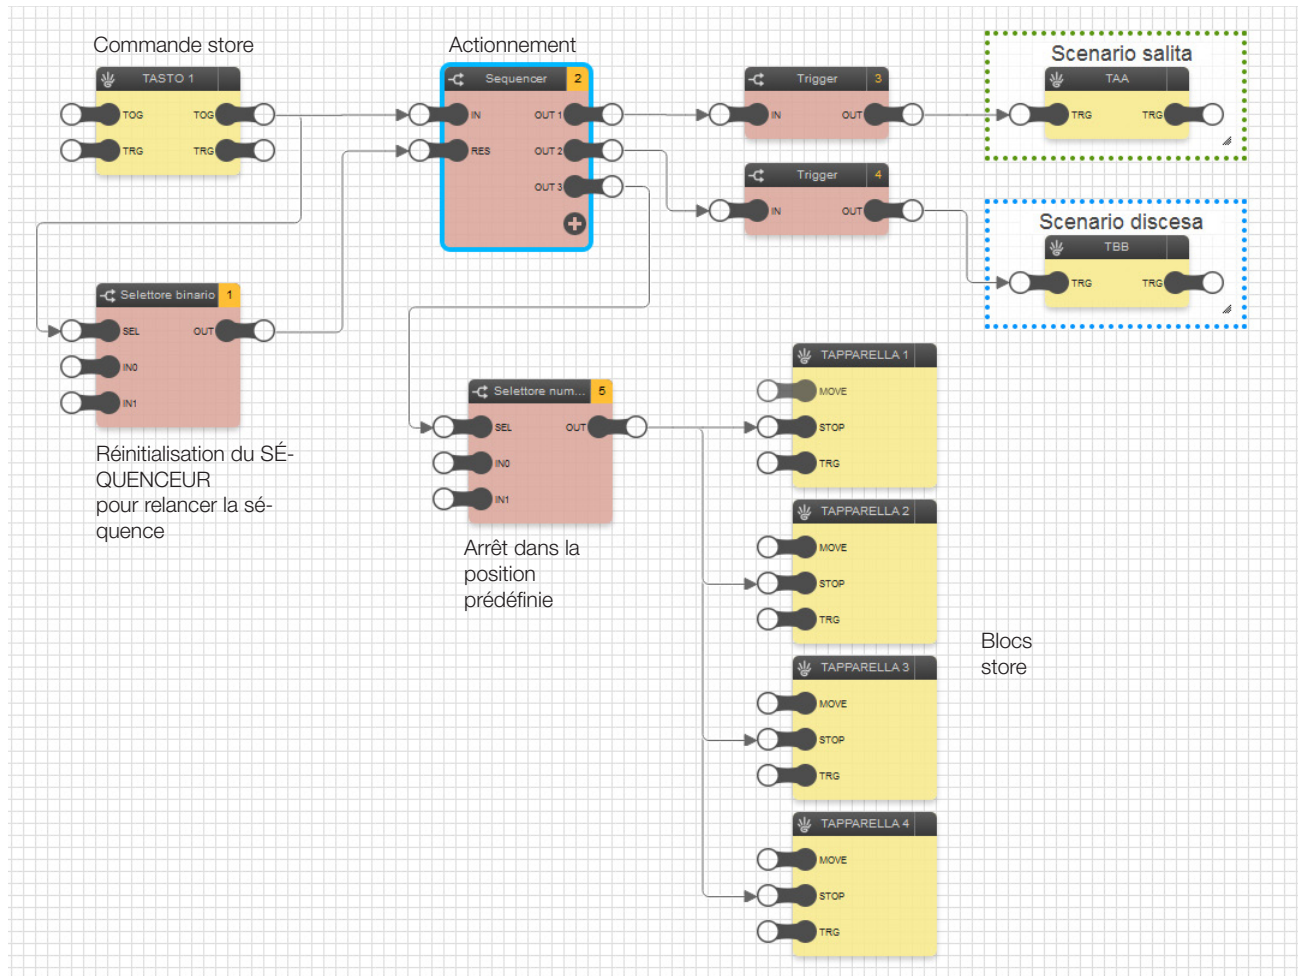 Commande store
TASTO 1
TOG TOG
TRG TRG
Actionnement
Sequencer 2
IN OUT 1
RES OUT 2
OUT 3
Trigger 3
IN OUT
Trigger 4
IN OUT
Scenario salita
TAA
TRG TRG
Scenario discesa
TBB
TRG TRG
Selettore binario 1
SEL OUT
IN0
IN1
Réinitialisation du SÉ-
QUENCEUR
pour relancer la sé-
quence
Selettore num... 5
SEL OUT
IN0
IN1
Arrêt dans la
position
prédéfinie
TAPPARELLA 1
MOVE
STOP
TRG
TAPPARELLA 2
MOVE
STOP
TRG
TAPPARELLA 3
MOVE
STOP
TRG
TAPPARELLA 4
MOVE
STOP
TRG
Blocs
store